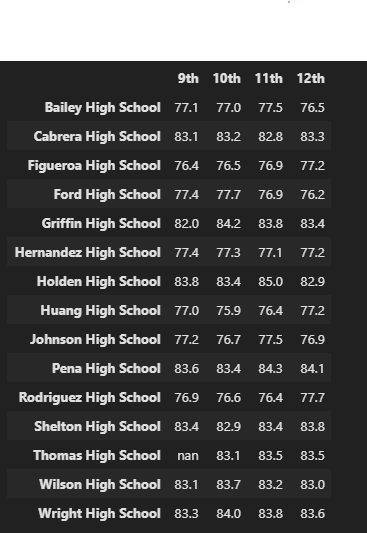 9th 10th 11th 12th
Bailey High School 77.1 77.0 77.5 76.5
Cabrera High School 83.1 83.2 82.8 83.3
Figueroa High School 76.4 76.5 76.9 77.2
Ford High School 77.4 77.7 76.9 76.2
Griffin High School 82.0 84.2 83.8 83.4
Hernandez High School 77.4 77.3 77.1 77.2
Holden High School 83.8 83.4 85.0 82.9
Huang High School 77.0 75.9 76.4 77.2
Johnson High School 77.2 76.7 77.5 76.9
Pena High School 83.6 83.4 84.3 84.1
Rodriguez High School 76.9 76.6 76.4 77.7
Shelton High School 83.4 82.9 83.4 83.8
Thomas High School nan 83.1 83.5 83.5
Wilson High School 83.1 83.7 83.2 83.0
Wright High School 83.3 84.0 83.8 83.6